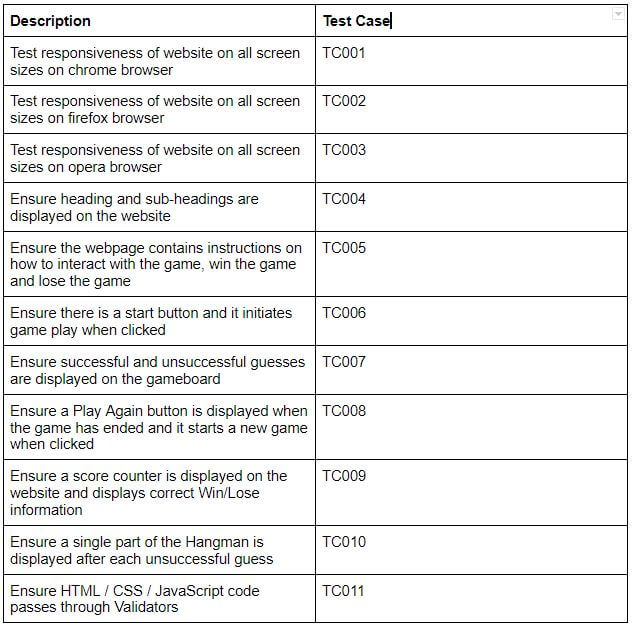 Description
Test Case
Test responsiveness of website on all screen
sizes on chrome browser
TC001
Test responsiveness of website on all screen
sizes on firefox browser
TC002
Test responsiveness of website on all screen
sizes on opera browser
TC003
Ensure heading and sub-headings are
displayed on the website
TC004
Ensure the webpage contains instructions on
how to interact with the game, win the game
and lose the game
TC005
Ensure there is a start button and it initiates
game play when clicked
TC006
Ensure successful and unsuccessful guesses
are displayed on the gameboard
TC007
Ensure a Play Again button is displayed when
the game has ended and it starts a new game
when clicked
TC008
Ensure a score counter is displayed on the
website and displays correct Win/Lose
information
TC009
Ensure a single part of the Hangman is
displayed after each unsuccessful guess
TC010
Ensure HTML / CSS / JavaScript code
passes through Validators
TC011